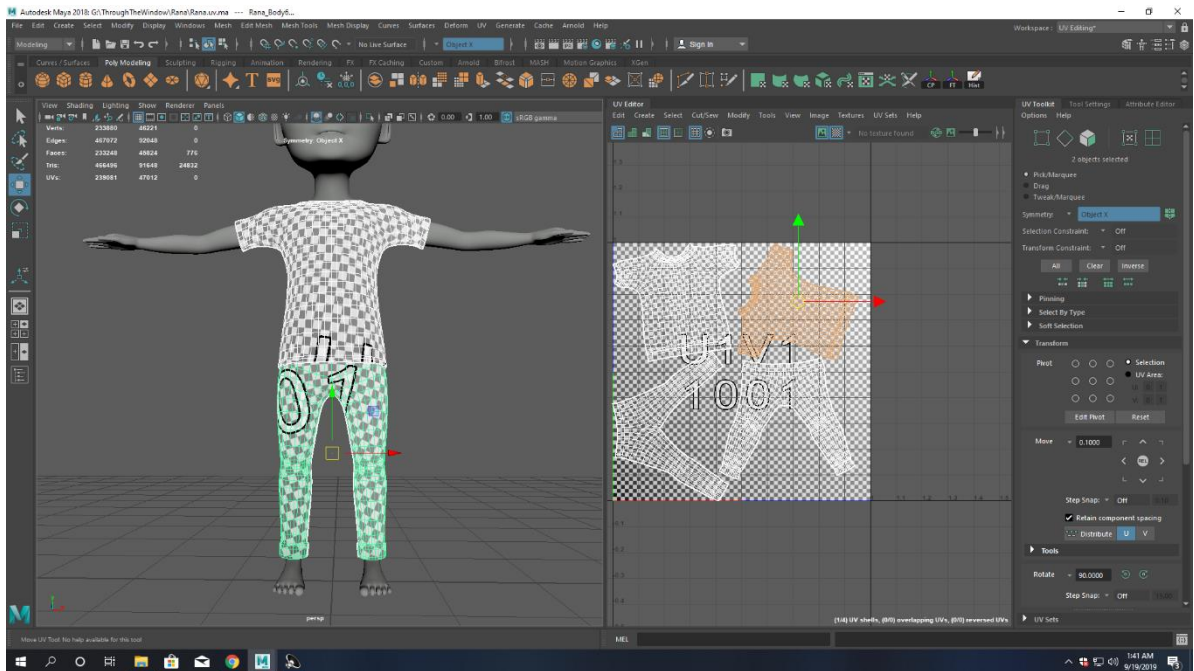 Autodesk Maya 2018: G:\ThroughTheWindow\Rana\Rana.uv.ma --- Rana_Bodyfi...
File Edit Create Select Modify Display Windows Mesh Edit Mesh Mesh Tools Mesh Display Curves Surfaces Deform UV Generate Cache Arnold Help
Workspace: UV Editing*
Modeling
No Live Surface
Object X
Sign In
Curves / Surfaces Poly Modeling Sculpting Rigging Animation Rendering FX FX Caching Custom Arnold Bifrost MASH Motion Graphics XGen
T SVG
CP FT Hist
View Shading Lighting Show Renderer Panels
0.00 1.00 sRGB gamma
Verts: 233880 46221 0
Edges: 467072 92048 0
Faces: 233248 45824 776
Tris: 466496 91648 24832
UVs: 239081 47012 0
Symmetry: Object X
persp
UV Editor
Edit Create Select Cut/Sew Modify Tools View Image Textures UV Sets Help
No texture found
U1V1
1001
(1/4) UV shells, (0/0) overlapping UVs, (0/0) reversed UVs
UV Toolkit Tool Settings Attribute Editor
Options Help
2 objects selected
Pick/Marquee
Drag
Tweak/Marquee
Symmetry: Object X
Selection Constraint: Off
Transform Constraint: Off
All Clear Inverse
Pinning
Select By Type
Soft Selection
Transform
Pivot Selection
UV Area:
Edit Pivot Reset
Move 0.1000
REL
Step Snap: Off
Retain component spacing
Distribute U V
Tools
Rotate 90.0000
Step Snap: Off
UV Sets
Move UV Tool: No help available for this tool
MEL
1:41 AM
9/19/2019